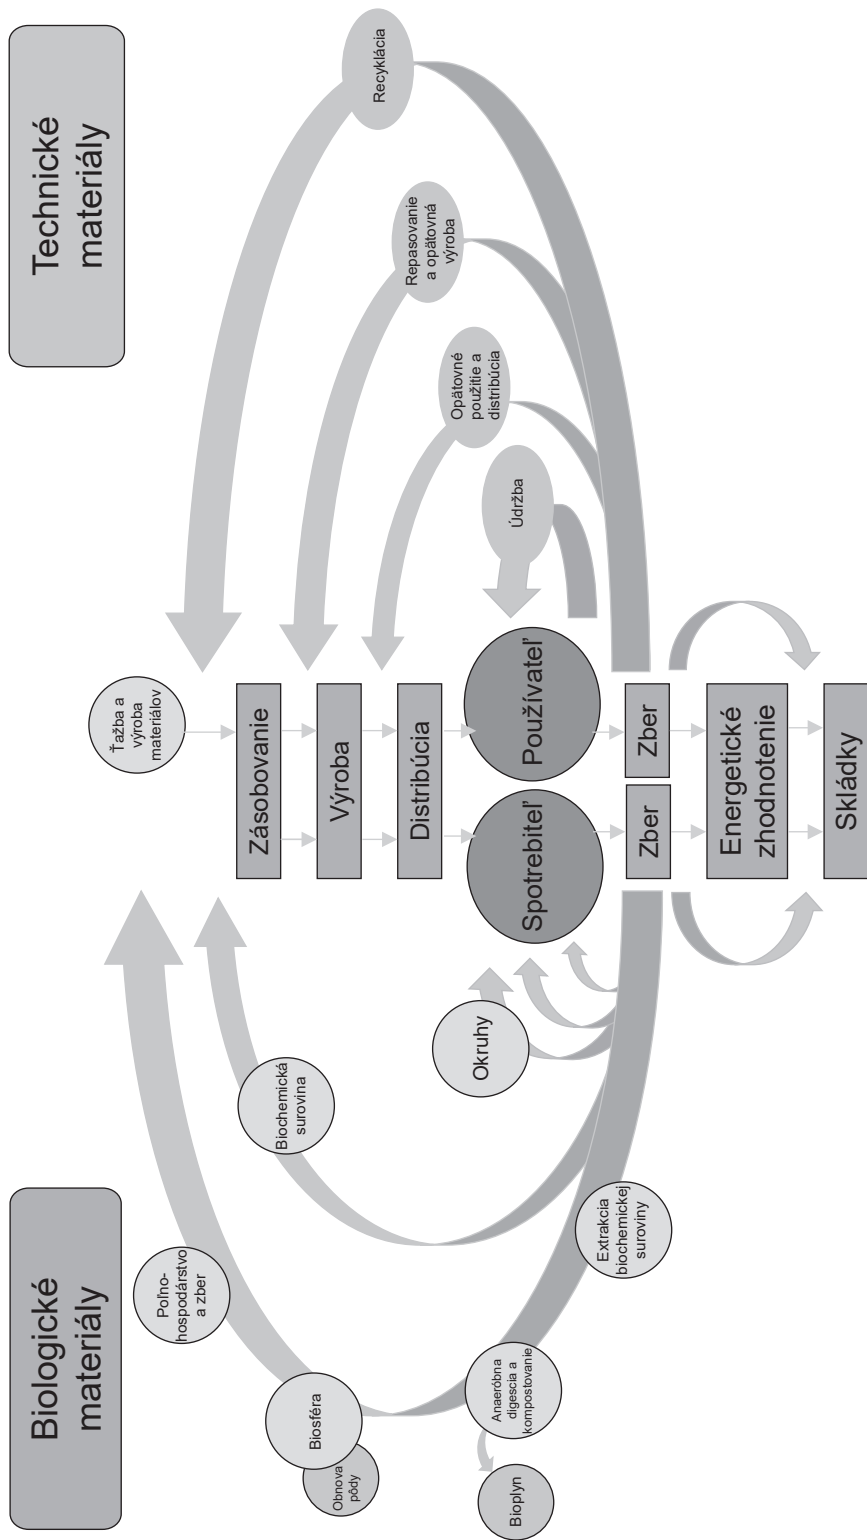 Biologické
materiály
Technické
materiály
Ťažba a
výroba
materiálov
Recyklácia
Poľno-
hospodárstvo
a zber
Biochemická
surovina
Zásobovanie
Repasovanie
a opätovná
výroba
Biosféra
Obnova
pôdy
Výroba
Opätovné
použitie a
distribúcia
Distribúcia
Okruhy
Spotrebiteľ
Používateľ
Údržba
Anaeróbna
digescia a
kompostovanie
Bioplyn
Extrakcia
biochemickej
suroviny
Zber
Zber
Energetické
zhodnotenie
Skládky